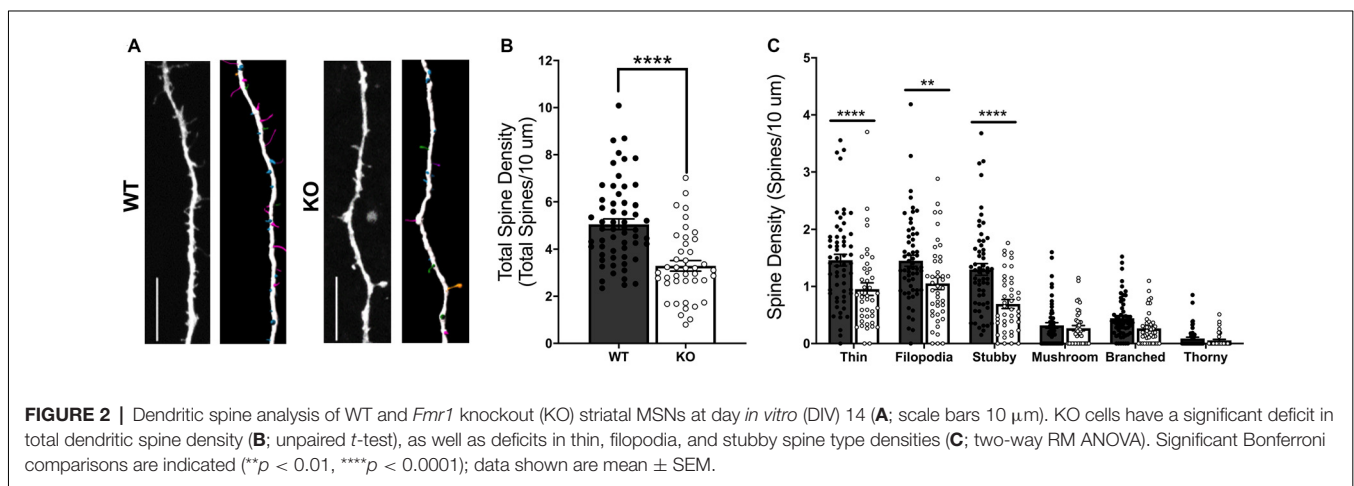 A
WT
KO
B
****
Total Spine Density
(Total Spines/10 um)
12
10
8
6
4
2
0
WT KO
C
Spine Density (Spines/10 um)
5
4
3
2
1
0
**** ** ****
Thin Filopodia Stubby Mushroom Branched Thorny
FIGURE 2 | Dendritic spine analysis of WT and Fmr1 knockout (KO) striatal MSNs at day in vitro (DIV) 14 (A; scale bars 10 μm). KO cells have a significant deficit in
total dendritic spine density (B; unpaired t-test), as well as deficits in thin, filopodia, and stubby spine type densities (C; two-way RM ANOVA). Significant Bonferroni
comparisons are indicated (**p < 0.01, ****p < 0.0001); data shown are mean ± SEM.